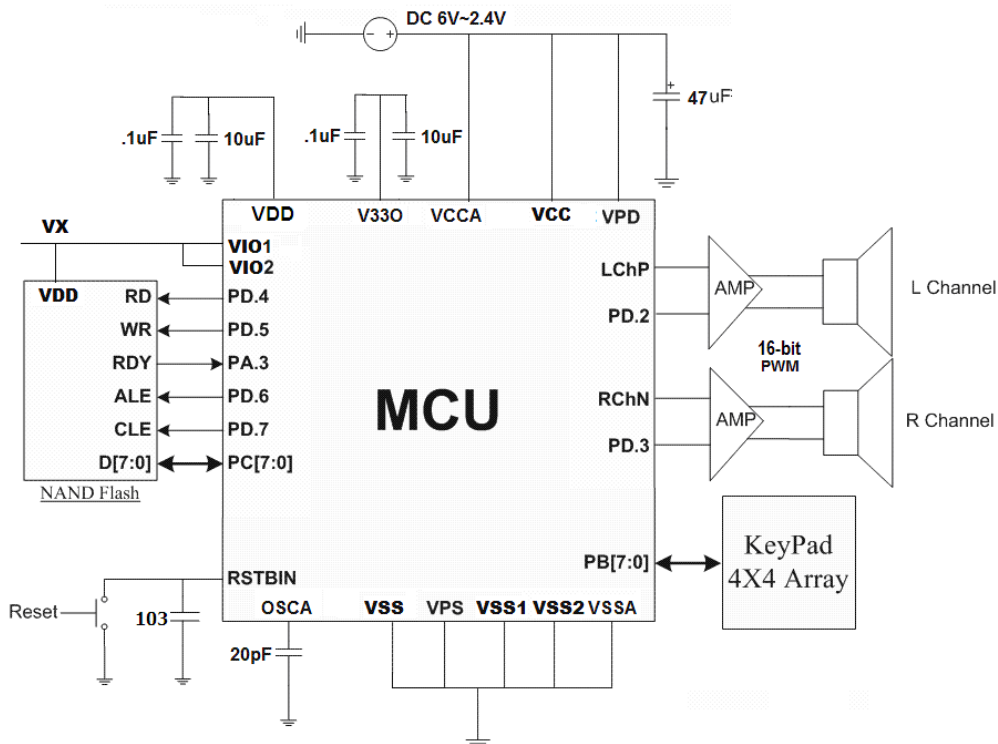 DC 6V~2.4V
47uF
.1uF
10uF
.1uF
10uF
VDD
V33O
VCCA
VCC
VPD
VX
VIO1
VIO2
VDD
RD
PD.4
WR
PD.5
RDY
PA.3
ALE
PD.6
CLE
PD.7
D[7:0]
PC[7:0]
NAND Flash
MCU
LChP
PD.2
AMP
L Channel
16-bit
PWM
RChN
PD.3
AMP
R Channel
PB[7:0]
KeyPad
4X4 Array
RSTBIN
Reset
103
OSCA
VSS
VPS
VSS1
VSS2
VSSA
20pF